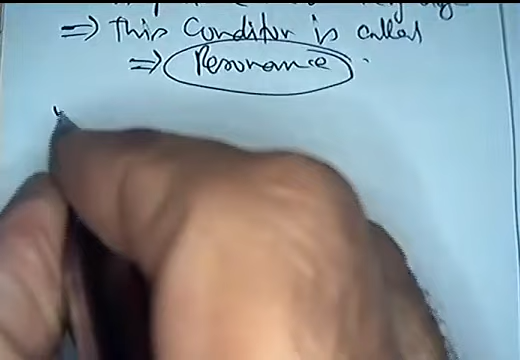 ⇒ This Condition is called
⇒ Resonance.